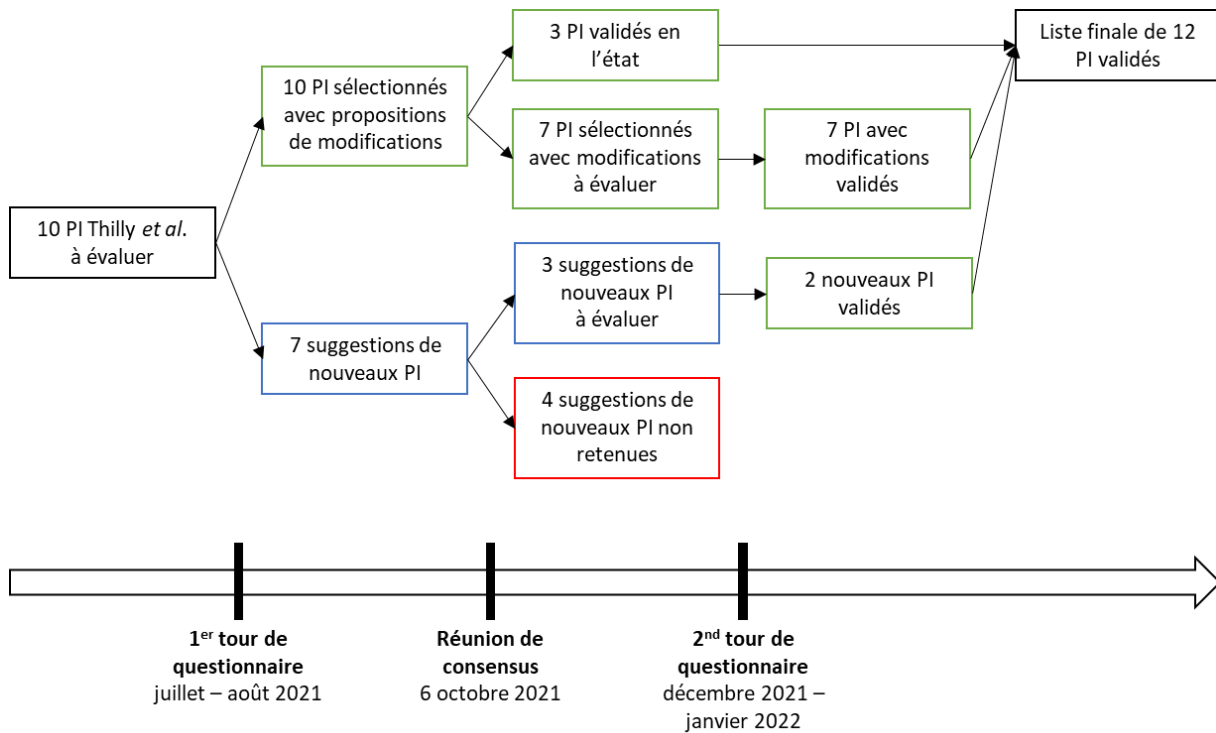 10 PI Thilly et al.
à évaluer
10 PI sélectionnés
avec propositions
de modifications
7 suggestions de
nouveaux PI
3 PI validés en
l’état
7 PI sélectionnés
avec modifications
à évaluer
3 suggestions de
nouveaux PI
à évaluer
4 suggestions de
nouveaux PI non
retenues
7 PI avec
modifications
validés
2 nouveaux PI
validés
Liste finale de 12
PI validés
1er tour de
questionnaire
juillet – août 2021
Réunion de
consensus
6 octobre 2021
2nd tour de
questionnaire
décembre 2021 –
janvier 2022